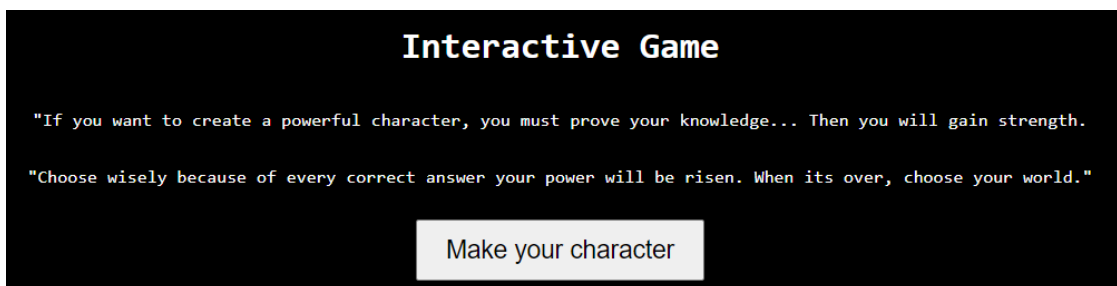 Interactive Game
"If you want to create a powerful character, you must prove your knowledge... Then you will gain strength.
"Choose wisely because of every correct answer your power will be risen. When its over, choose your world."
Make your character